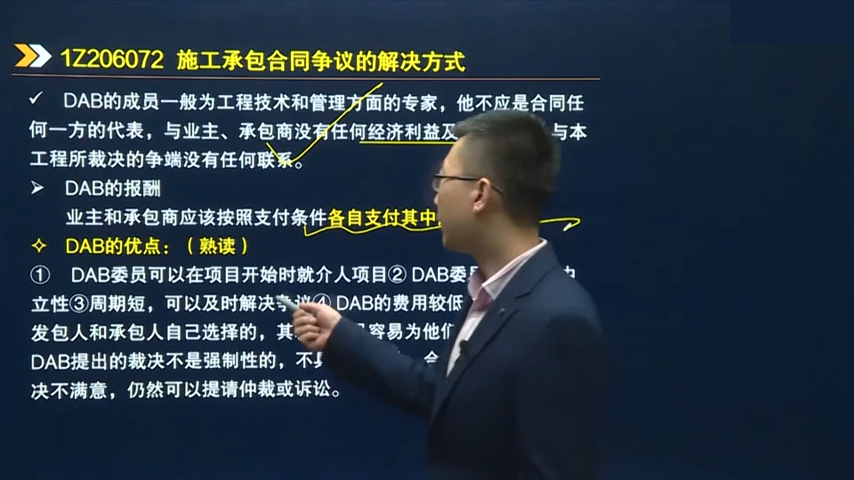 1Z206072 施工承包合同争议的解决方式
✓ DAB的成员一般为工程技术和管理方面的专家，他不应是合同任
何一方的代表，与业主、承包商没有任何经济利益及 与本
工程所裁决的争端没有任何联系。
➢ DAB的报酬
业主和承包商应该按照支付条件各自支付其中
✧ DAB的优点：（熟读）
① DAB委员可以在项目开始时就介人项目② DAB委
立性③周期短，可以及时解决争议④ DAB的费用较低
发包人和承包人自己选择的，其 容易为他们
DAB提出的裁决不是强制性的，不具 合
决不满意，仍然可以提请仲裁或诉讼。